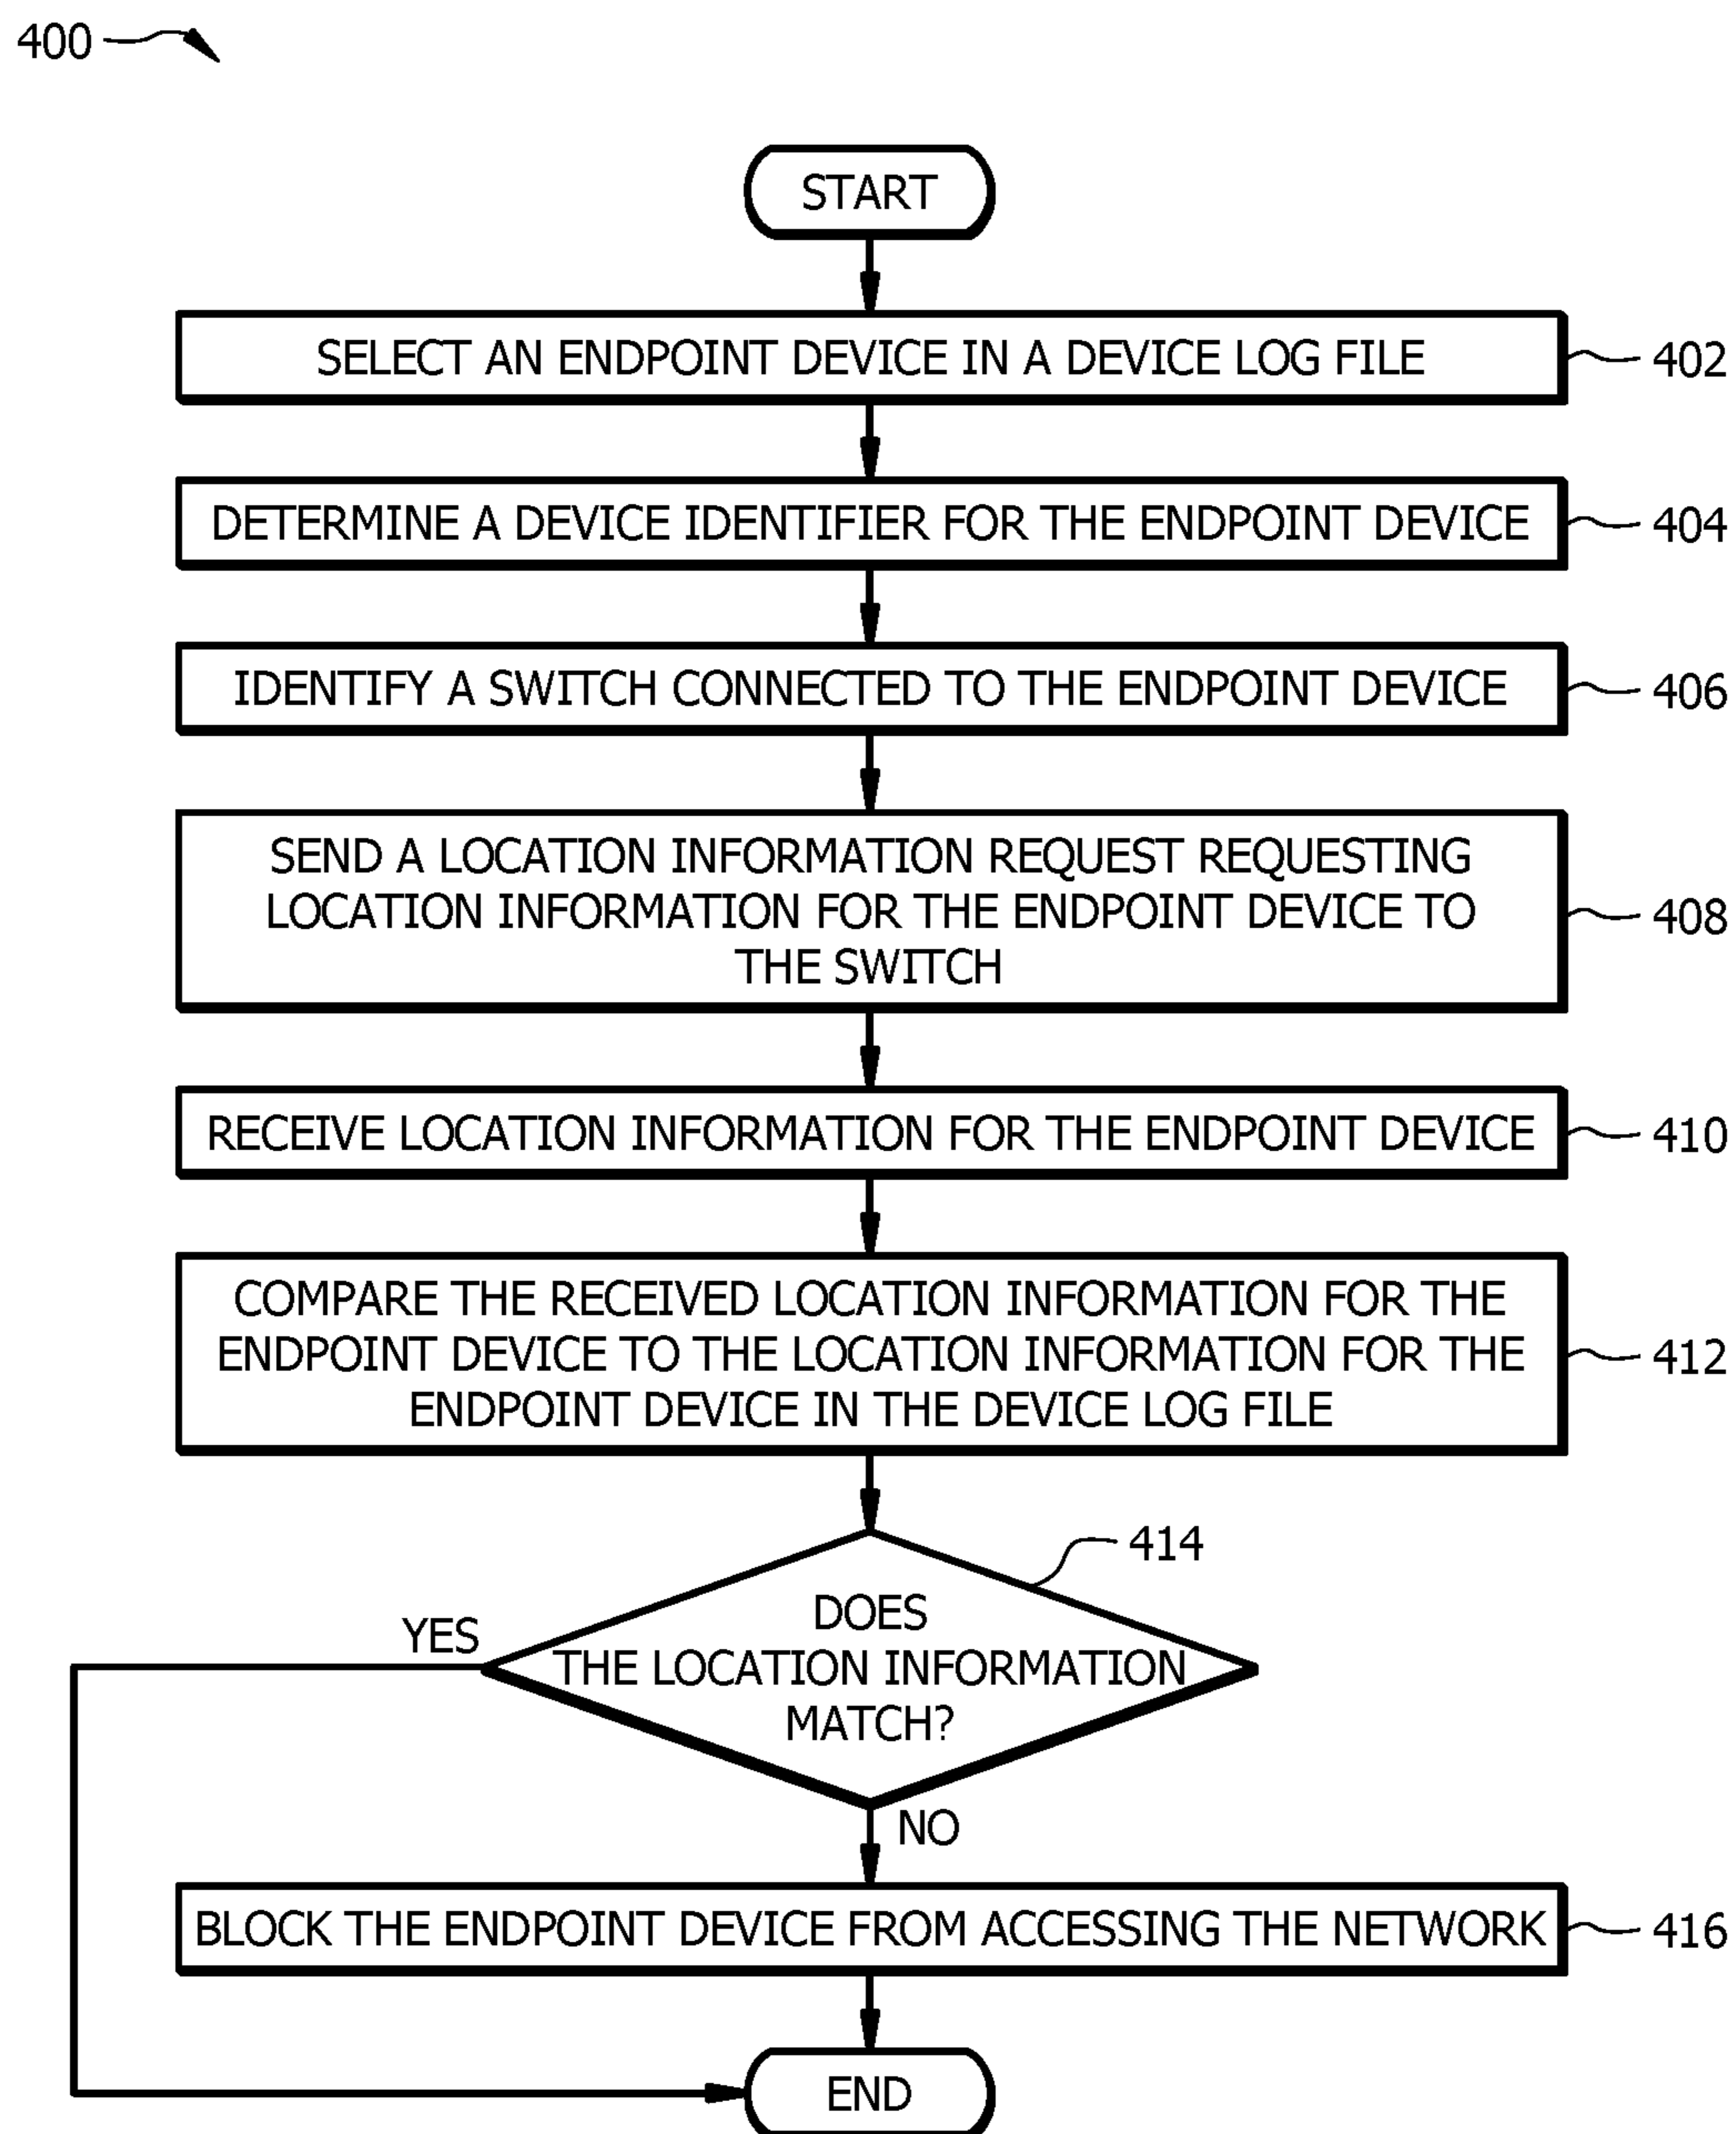 400
START
SELECT AN ENDPOINT DEVICE IN A DEVICE LOG FILE
402
DETERMINE A DEVICE IDENTIFIER FOR THE ENDPOINT DEVICE
404
IDENTIFY A SWITCH CONNECTED TO THE ENDPOINT DEVICE
406
SEND A LOCATION INFORMATION REQUEST REQUESTING
LOCATION INFORMATION FOR THE ENDPOINT DEVICE TO
THE SWITCH
408
RECEIVE LOCATION INFORMATION FOR THE ENDPOINT DEVICE
410
COMPARE THE RECEIVED LOCATION INFORMATION FOR THE
ENDPOINT DEVICE TO THE LOCATION INFORMATION FOR THE
ENDPOINT DEVICE IN THE DEVICE LOG FILE
412
414
DOES
THE LOCATION INFORMATION
MATCH?
YES
NO
BLOCK THE ENDPOINT DEVICE FROM ACCESSING THE NETWORK
416
END